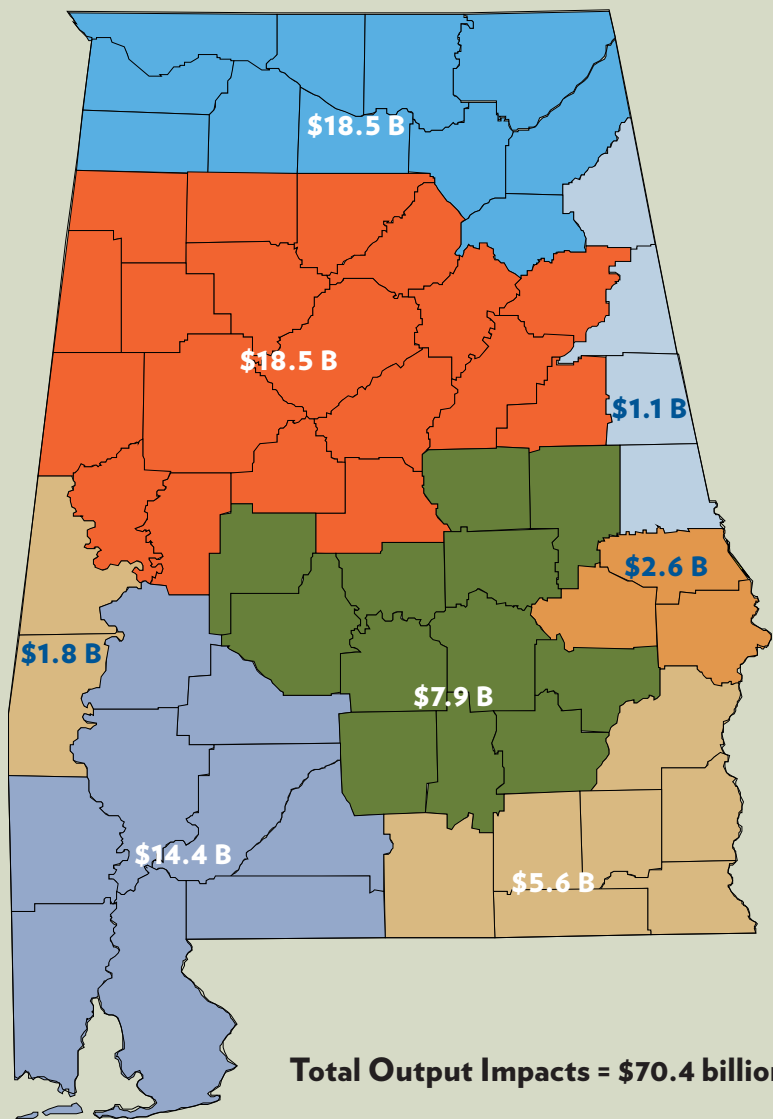 $18.5 B
$18.5 B
$1.1 B
$2.6 B
$1.8 B
$7.9 B
$14.4 B
$5.6 B
Total Output Impacts = $70.4 billion